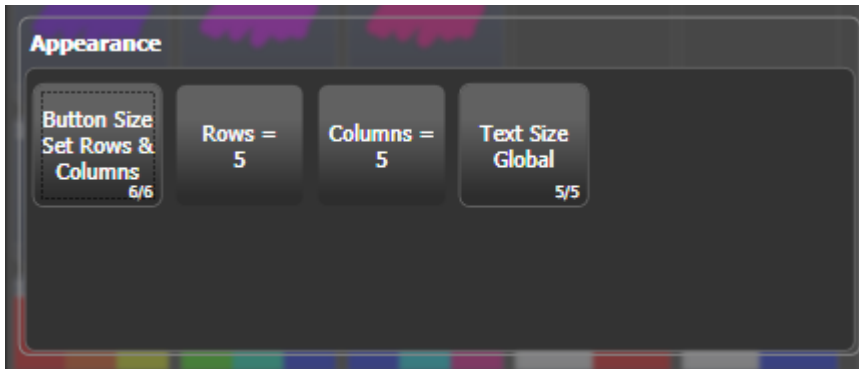 Appearance
Button Size
Set Rows &
Columns
6/6
Rows =
5
Columns =
5
Text Size
Global
5/5